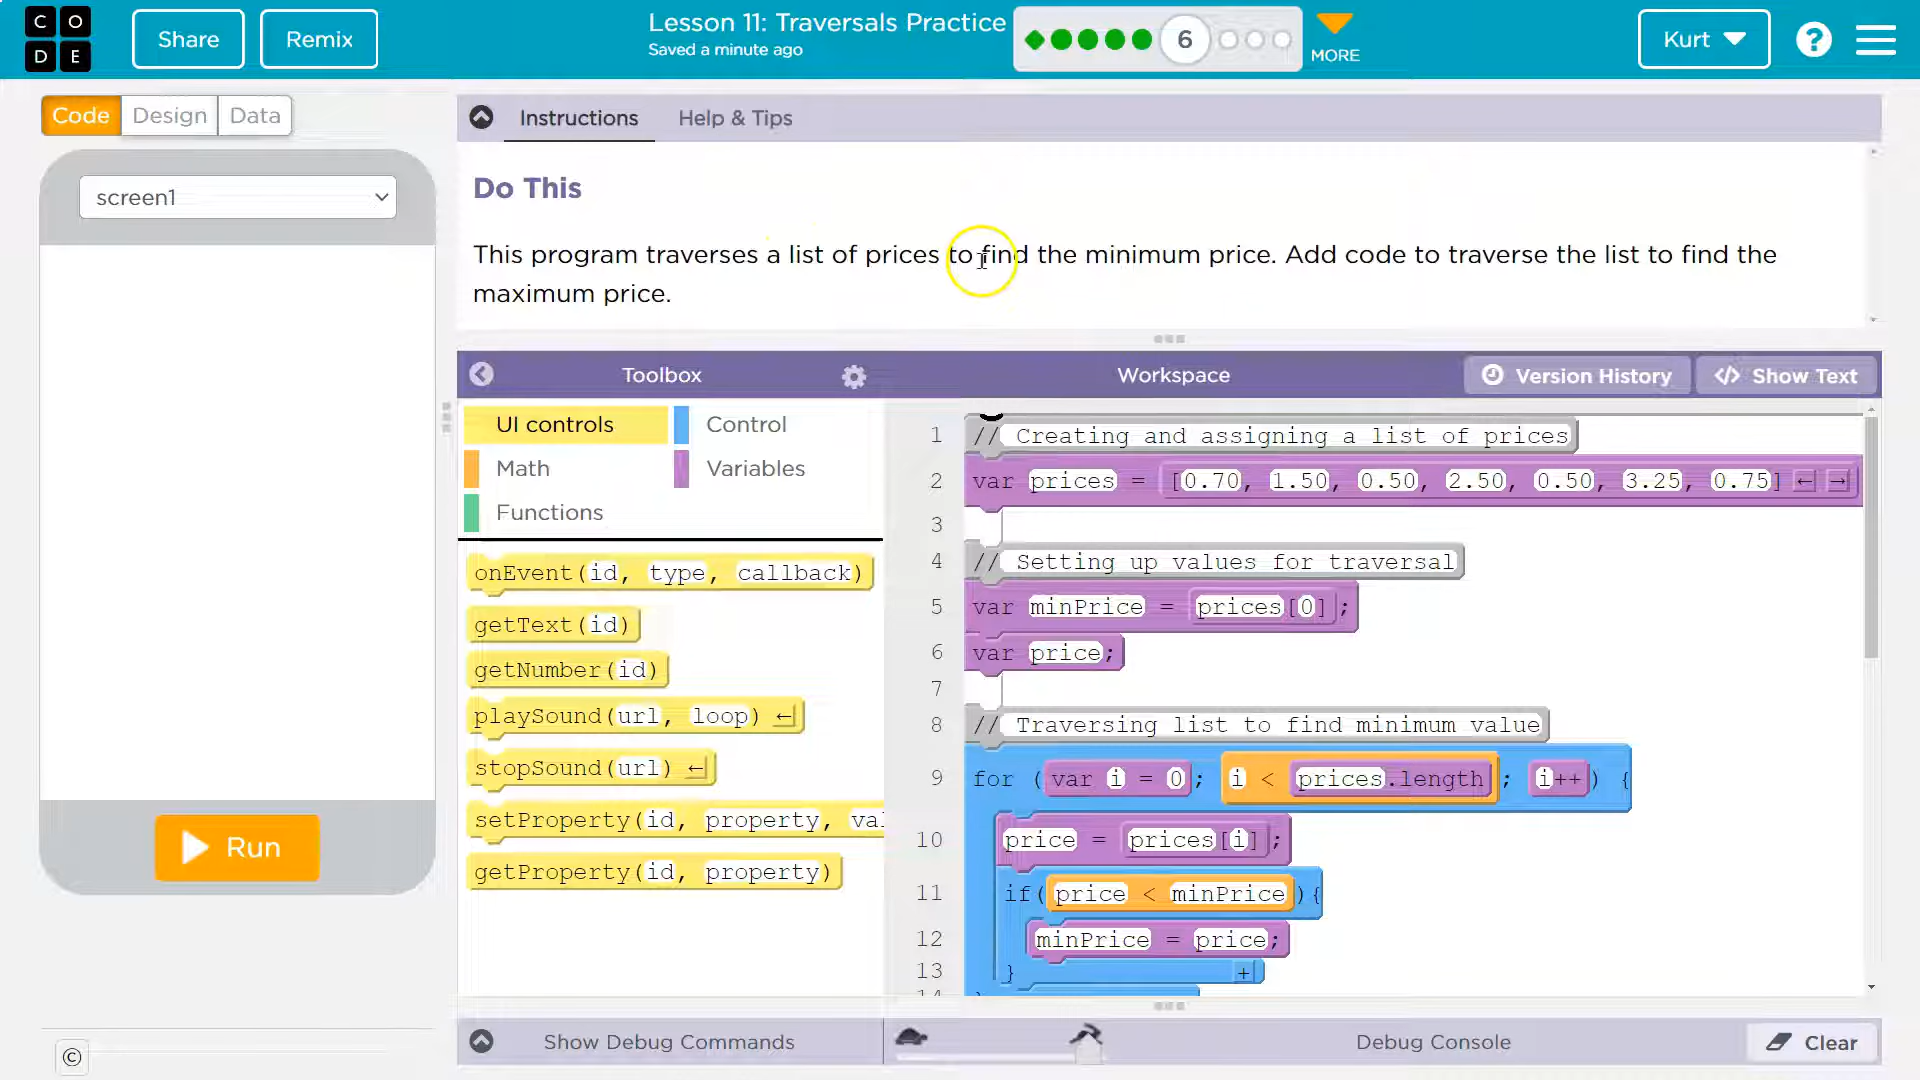 C O
D E
Share
Remix
Lesson 11: Traversals Practice
Saved a minute ago
6
MORE
Kurt
?
Code
Design
Data
Instructions
Help & Tips
screen1
Do This
This program traverses a list of prices to find the minimum price. Add code to traverse the list to find the
maximum price.
Toolbox
Workspace
Version History
</> Show Text
UI controls
Control
Math
Variables
Functions
onEvent(id, type, callback)
getText(id)
getNumber(id)
playSound(url, loop) ←
stopSound(url) ←
setProperty(id, property, val
getProperty(id, property)
1 // Creating and assigning a list of prices
2 var prices = [0.70, 1.50, 0.50, 2.50, 0.50, 3.25, 0.75] ← →
3
4 // Setting up values for traversal
5 var minPrice = prices[0];
6 var price;
7
8 // Traversing list to find minimum value
9 for (var i = 0; i < prices.length; i++) {
10 price = prices[i];
11 if(price < minPrice){
12 minPrice = price;
13 } +
14 }
Run
Show Debug Commands
Debug Console
Clear
©